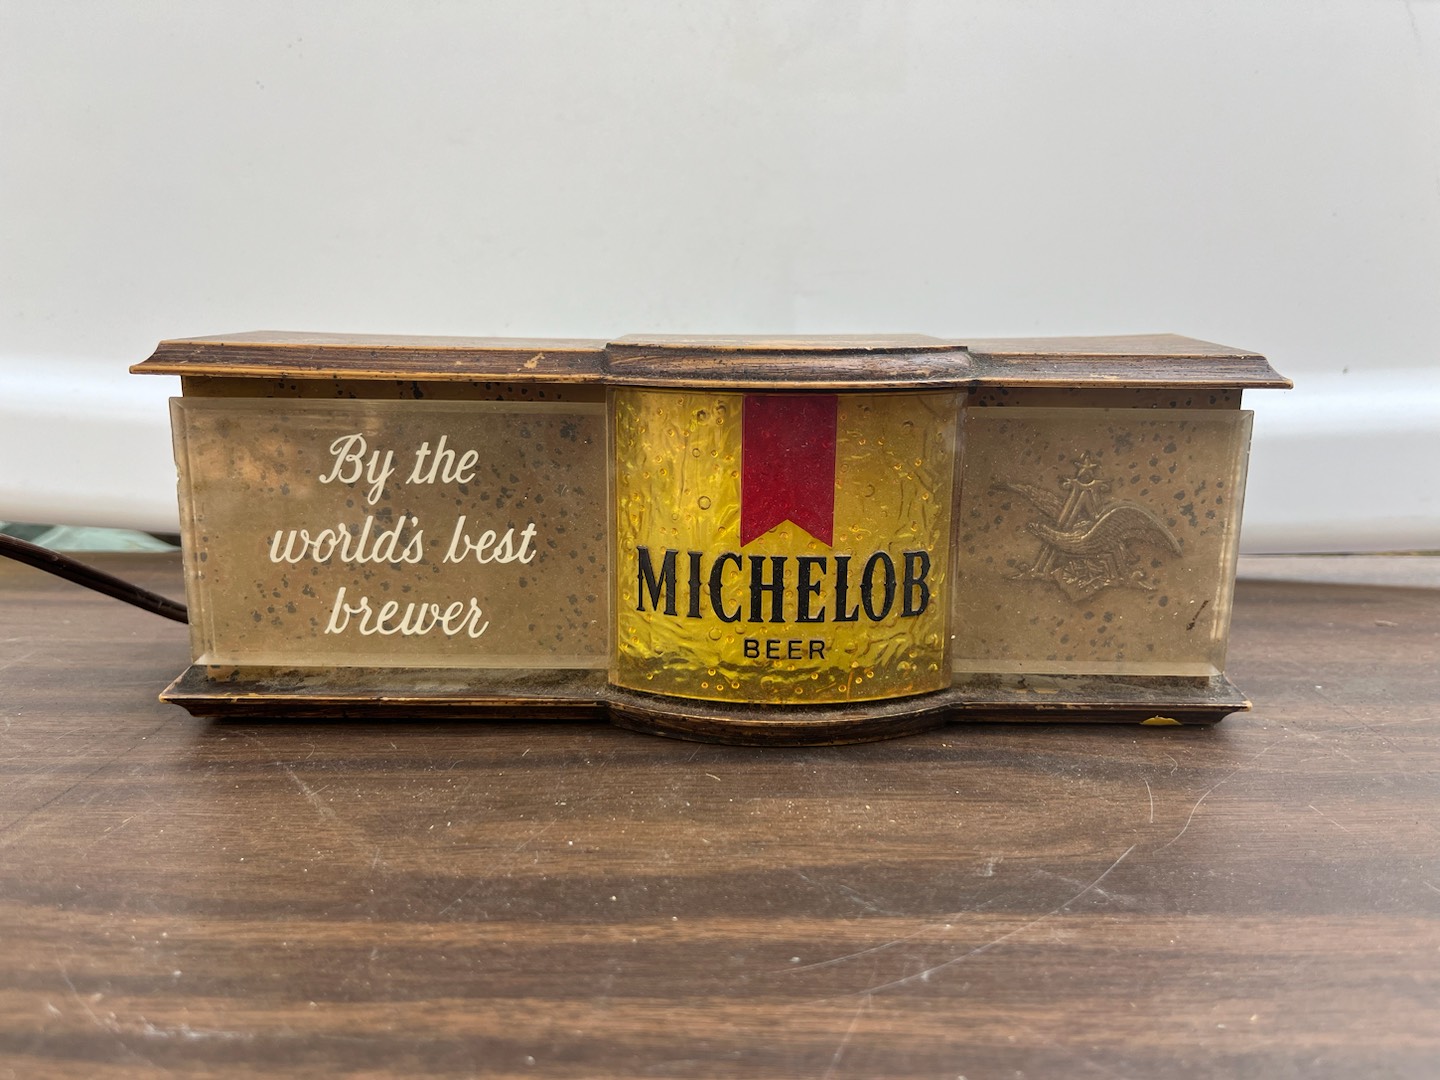 By the
world's best
brewer
MICHELOB
BEER